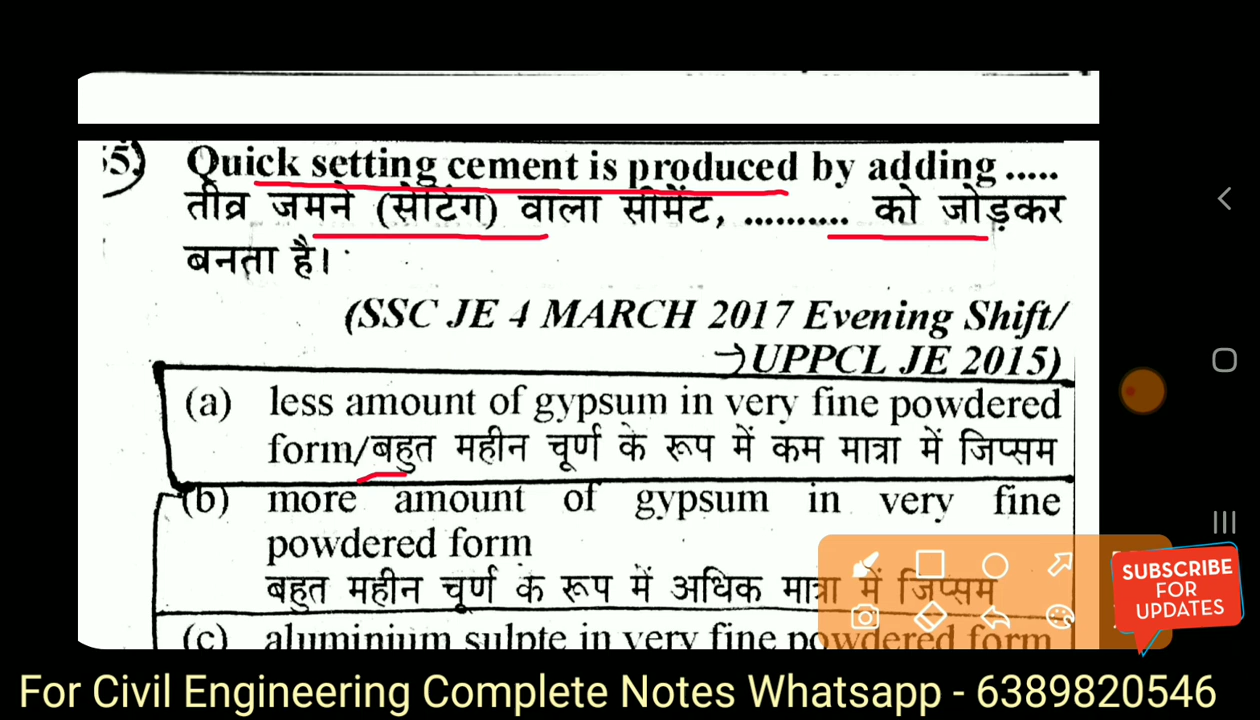 5) Quick setting cement is produced by adding .....
तीव्र जमने (सेटिंग) वाला सीमेंट, .......... को जोड़कर
बनता है।
(SSC JE 4 MARCH 2017 Evening Shift/
→UPPCL JE 2015)
(a) less amount of gypsum in very fine powdered
form/बहुत महीन चूर्ण के रूप में कम मात्रा में जिप्सम
(b) more amount of gypsum in very fine
powdered form
बहुत महीन चूर्ण के रूप में अधिक मात्रा में जिप्सम
(c) aluminium sulpte in very fine powdered form
SUBSCRIBE
FOR
UPDATES
For Civil Engineering Complete Notes Whatsapp - 6389820546